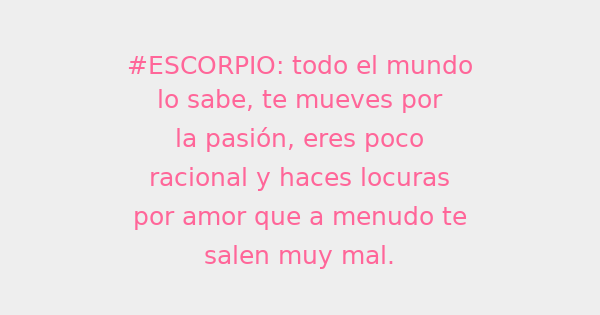 #ESCORPIO: todo el mundo
lo sabe, te mueves por
la pasión, eres poco
racional y haces locuras
por amor que a menudo te
salen muy mal.